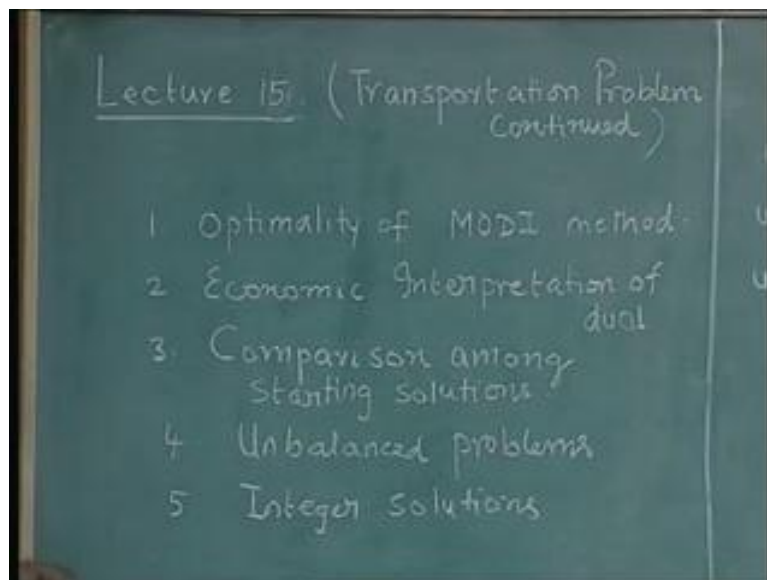 Lecture 15. (Transportation Problem
Continued)
1 Optimality of MODI method.
2 Economic Interpretation of
dual
3. Comparison among
Starting solutions
4 Unbalanced problems
5 Integer solutions